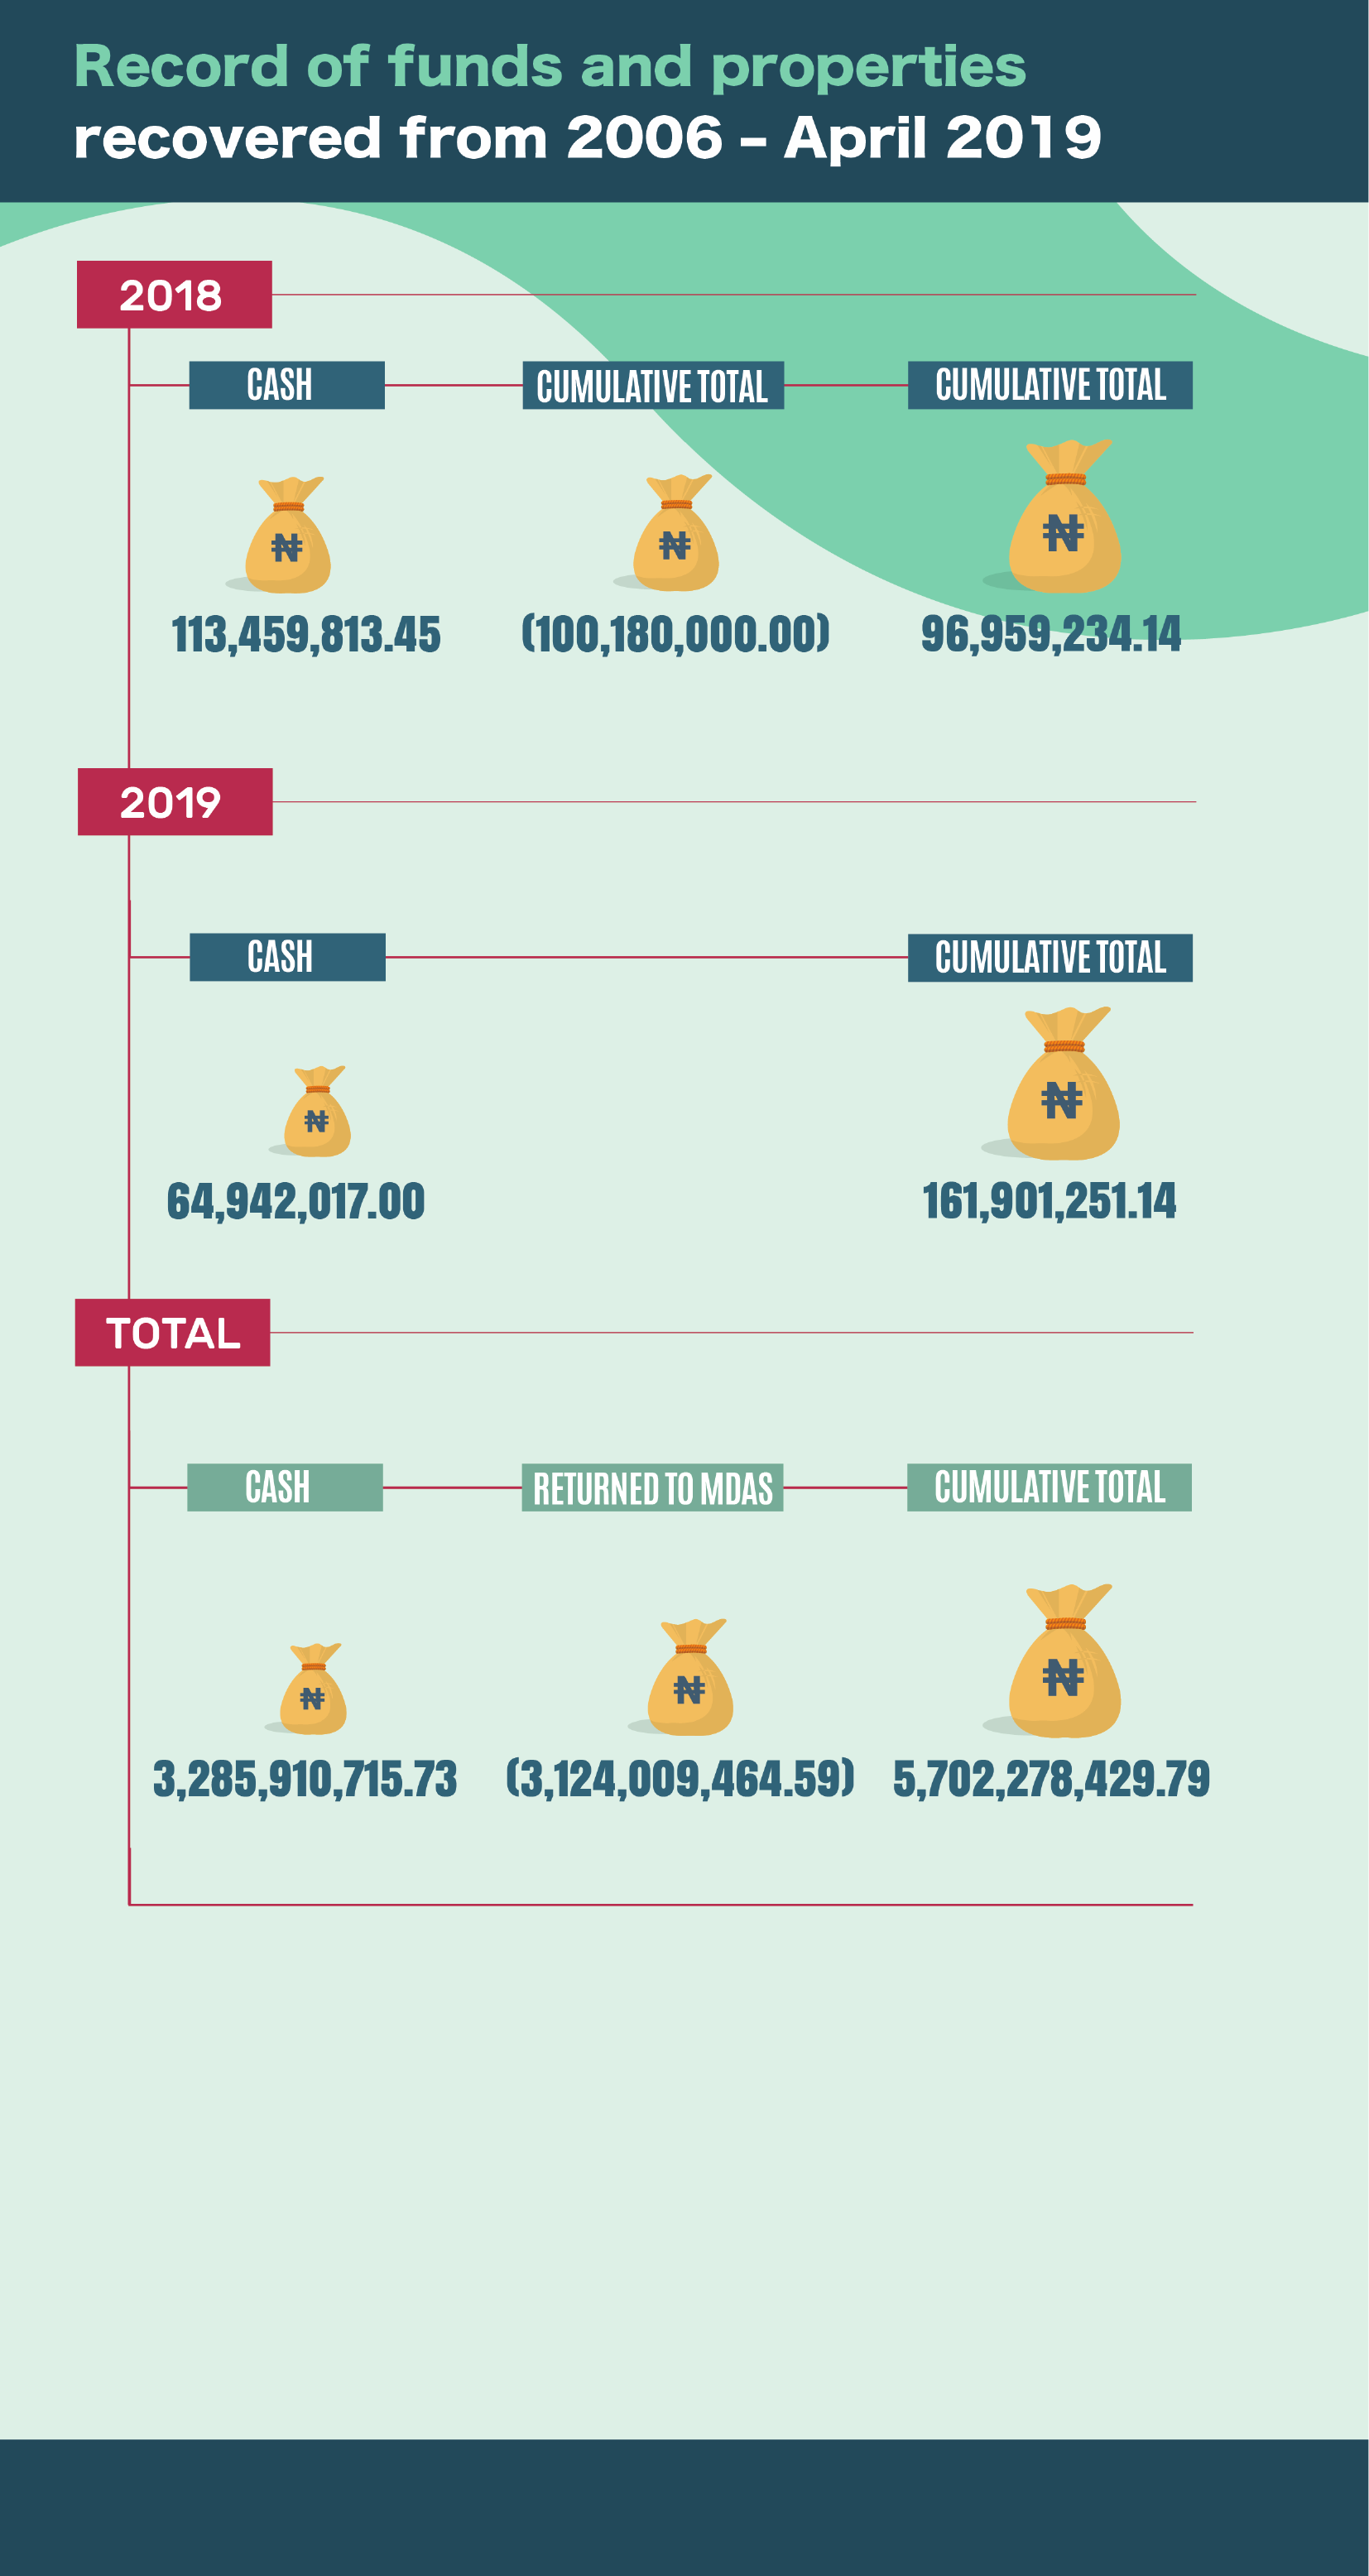 Record of funds and properties
recovered from 2006 – April 2019
2018
CASH CUMULATIVE TOTAL CUMULATIVE TOTAL
₦ ₦ ₦
113,459,813.45 (100,180,000.00) 96,959,234.14
2019
CASH CUMULATIVE TOTAL
₦ ₦
64,942,017.00 161,901,251.14
TOTAL
CASH RETURNED TO MDAS CUMULATIVE TOTAL
₦ ₦ ₦
3,285,910,715.73 (3,124,009,464.59) 5,702,278,429.79